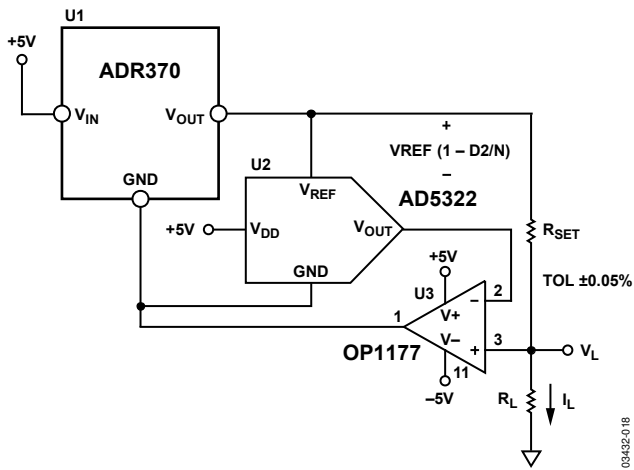 U1
+5V
ADR370
VIN
VOUT
GND
+
VREF (1 – D2/N)
–
U2
VREF
AD5322
+5V
VDD
VOUT
GND
RSET
TOL ±0.05%
+5V
U3
V+
–
2
1
OP1177
V–
+
3
VL
11
–5V
RL
IL
03432-018